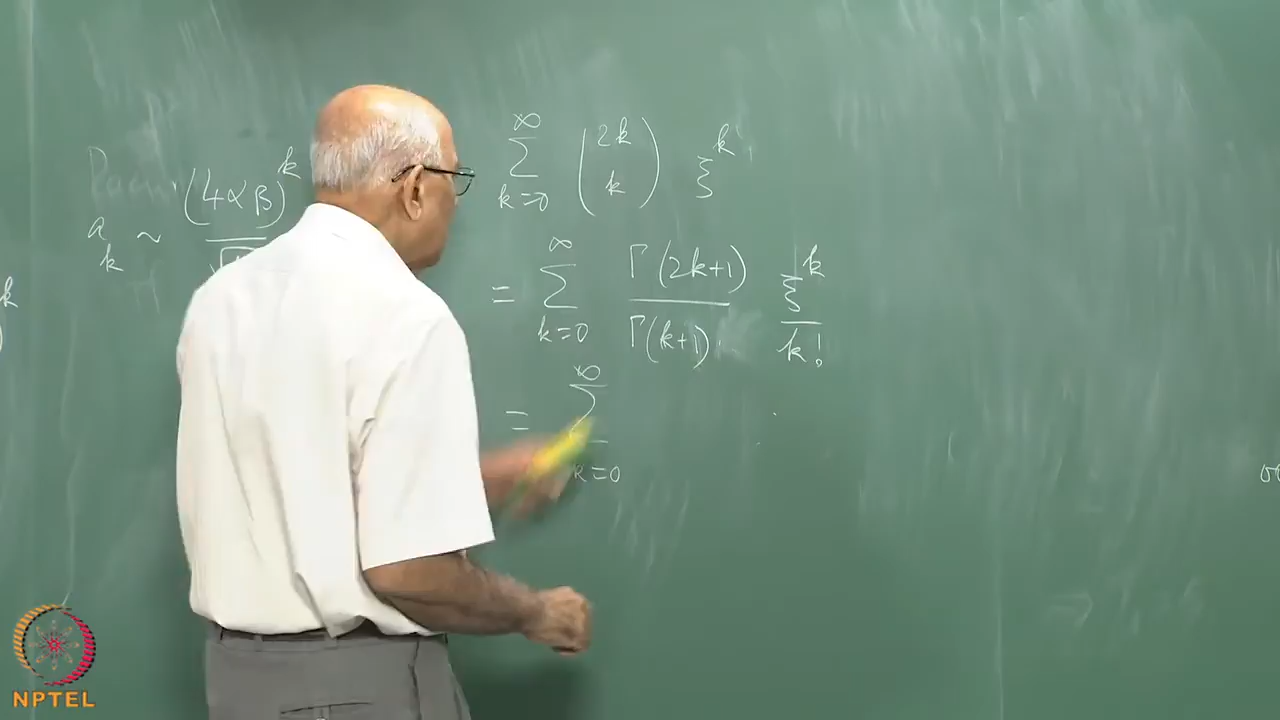 a_k ~ (4αβ)^k / √
k
∞ Σ k=0 (2k k) ξ^k
= ∞ Σ k=0 Γ(2k+1) / Γ(k+1) ξ^k / k!
= ∞ Σ k=0
NPTEL